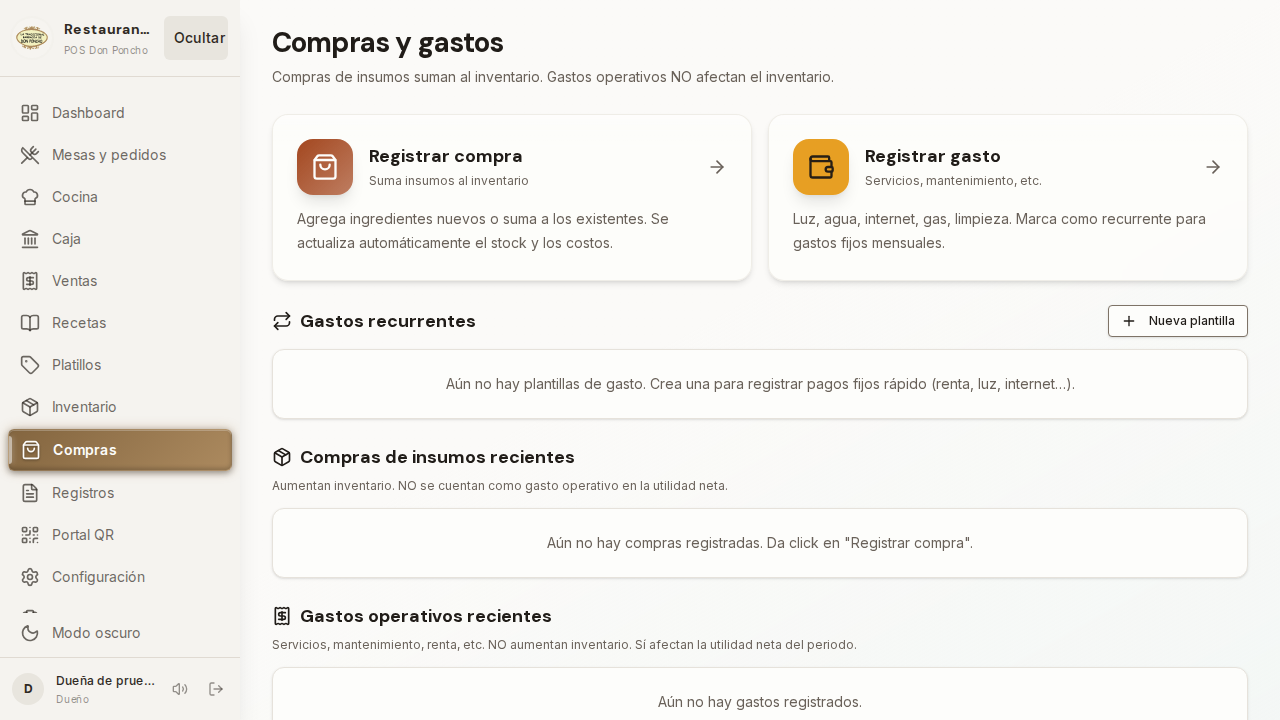 Restauran…
POS Don Poncho
Ocultar
Dashboard
Mesas y pedidos
Cocina
Caja
Ventas
Recetas
Platillos
Inventario
Compras
Registros
Portal QR
Configuración
Modo oscuro
D
Dueña de prue…
Dueño
Compras y gastos
Compras de insumos suman al inventario. Gastos operativos NO afectan el inventario.
Registrar compra
Suma insumos al inventario
Agrega ingredientes nuevos o suma a los existentes. Se
actualiza automáticamente el stock y los costos.
Registrar gasto
Servicios, mantenimiento, etc.
Luz, agua, internet, gas, limpieza. Marca como recurrente para
gastos fijos mensuales.
Gastos recurrentes
Nueva plantilla
Aún no hay plantillas de gasto. Crea una para registrar pagos fijos rápido (renta, luz, internet…).
Compras de insumos recientes
Aumentan inventario. NO se cuentan como gasto operativo en la utilidad neta.
Aún no hay compras registradas. Da click en "Registrar compra".
Gastos operativos recientes
Servicios, mantenimiento, renta, etc. NO aumentan inventario. Sí afectan la utilidad neta del periodo.
Aún no hay gastos registrados.